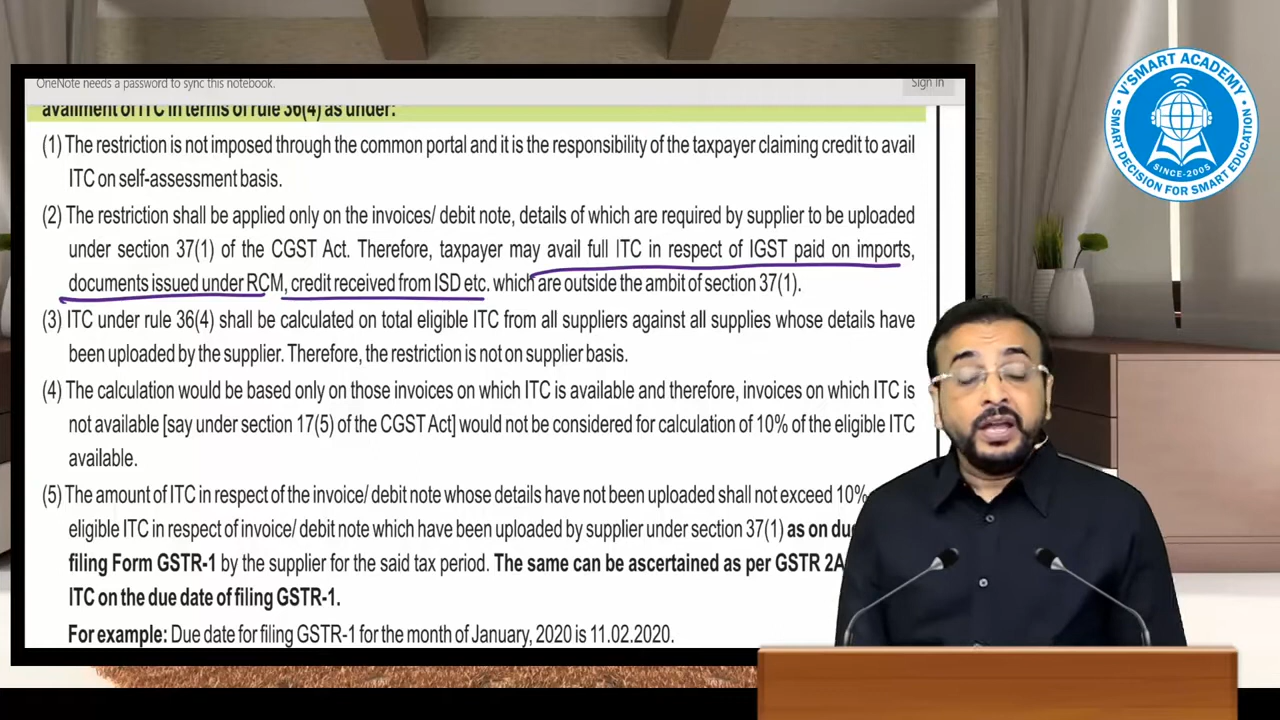 OneNote needs a password to sync this notebook.
Sign in
availment of ITC in terms of rule 36(4) as under:
(1) The restriction is not imposed through the common portal and it is the responsibility of the taxpayer claiming credit to avail
ITC on self-assessment basis.
(2) The restriction shall be applied only on the invoices/ debit note, details of which are required by supplier to be uploaded
under section 37(1) of the CGST Act. Therefore, taxpayer may avail full ITC in respect of IGST paid on imports,
documents issued under RCM, credit received from ISD etc. which are outside the ambit of section 37(1).
(3) ITC under rule 36(4) shall be calculated on total eligible ITC from all suppliers against all supplies whose details have
been uploaded by the supplier. Therefore, the restriction is not on supplier basis.
(4) The calculation would be based only on those invoices on which ITC is available and therefore, invoices on which ITC is
not available [say under section 17(5) of the CGST Act] would not be considered for calculation of 10% of the eligible ITC
available.
(5) The amount of ITC in respect of the invoice/ debit note whose details have not been uploaded shall not exceed 10%
eligible ITC in respect of invoice/ debit note which have been uploaded by supplier under section 37(1) as on du
filing Form GSTR-1 by the supplier for the said tax period. The same can be ascertained as per GSTR 2A
ITC on the due date of filing GSTR-1.
For example: Due date for filing GSTR-1 for the month of January, 2020 is 11.02.2020.
V'SMART ACADEMY
SINCE-2005
SMART DECISION FOR SMART EDUCATION